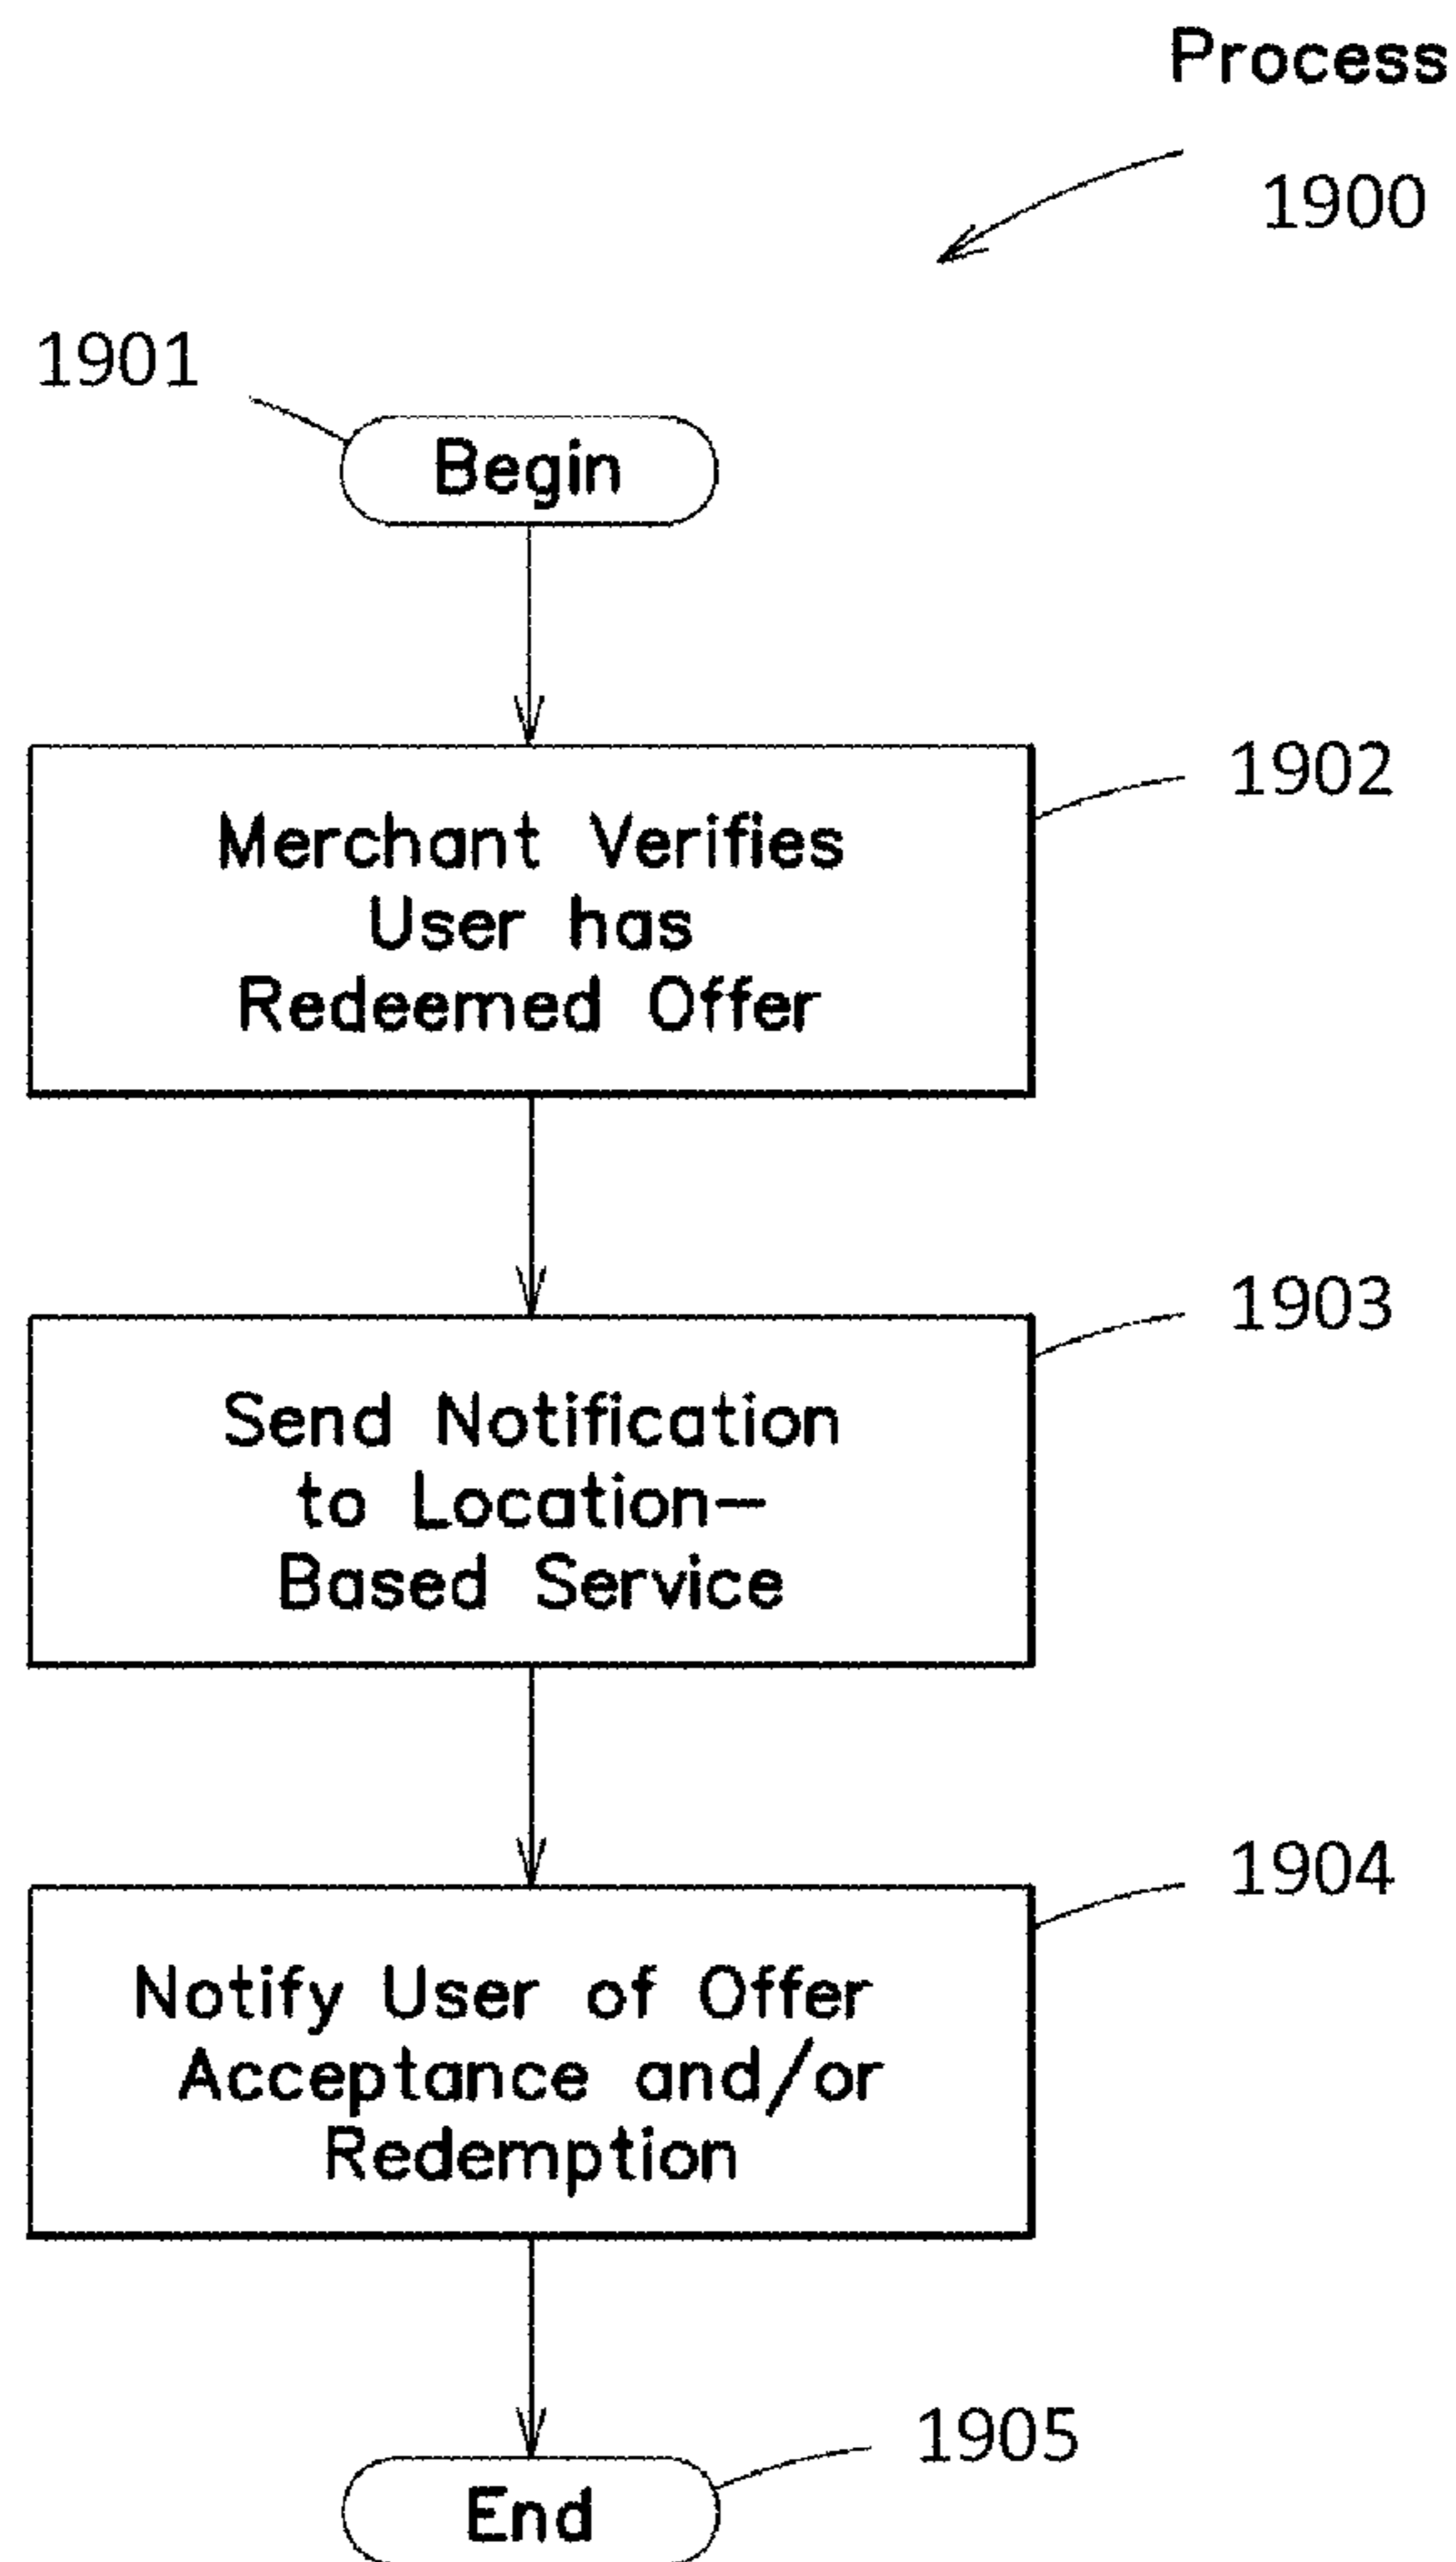 Process
1900
1901
Begin
1902
Merchant Verifies
User has
Redeemed Offer
1903
Send Notification
to Location-
Based Service
1904
Notify User of Offer
Acceptance and/or
Redemption
1905
End